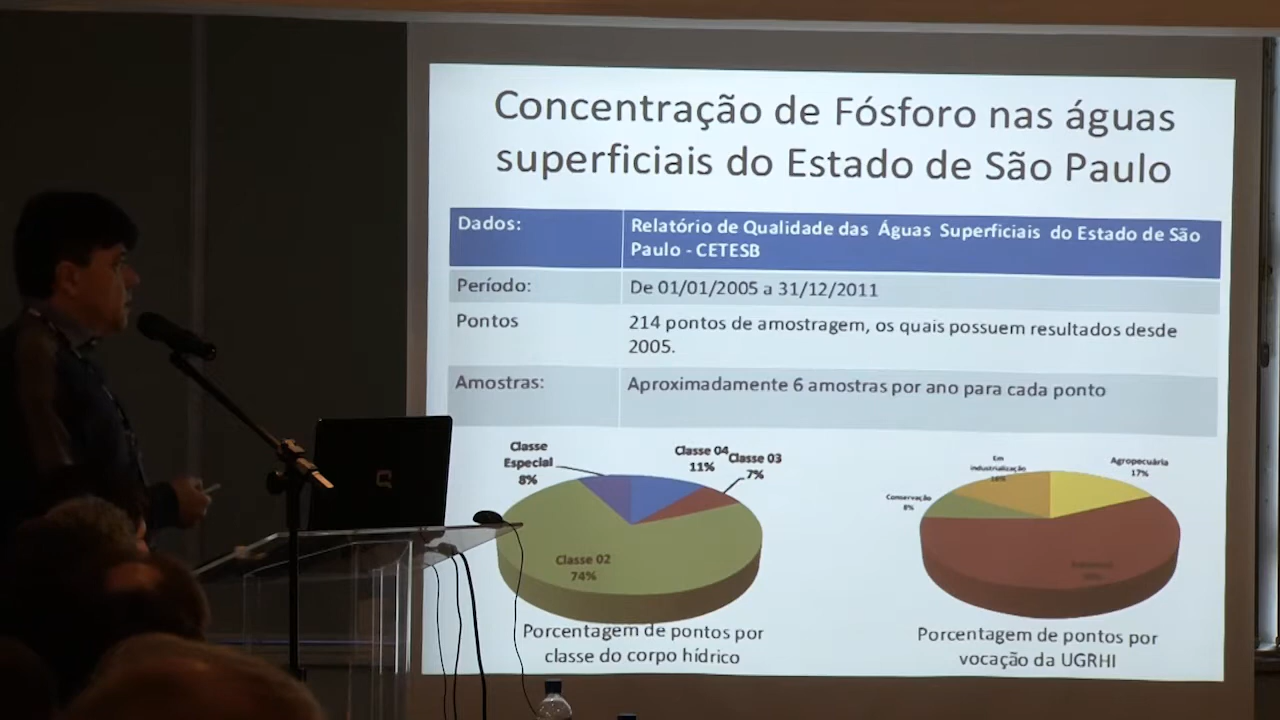 Concentração de Fósforo nas águas
superficiais do Estado de São Paulo
Dados:
Relatório de Qualidade das Águas Superficiais do Estado de São
Paulo - CETESB
Período:
De 01/01/2005 a 31/12/2011
Pontos
214 pontos de amostragem, os quais possuem resultados desde
2005.
Amostras:
Aproximadamente 6 amostras por ano para cada ponto
Classe
Especial
8%
Classe 04
11%
Classe 03
7%
Classe 02
74%
Porcentagem de pontos por
classe do corpo hídrico
Em
industrialização
Agropecuária
17%
Conservação
8%
Porcentagem de pontos por
vocação da UGRHI